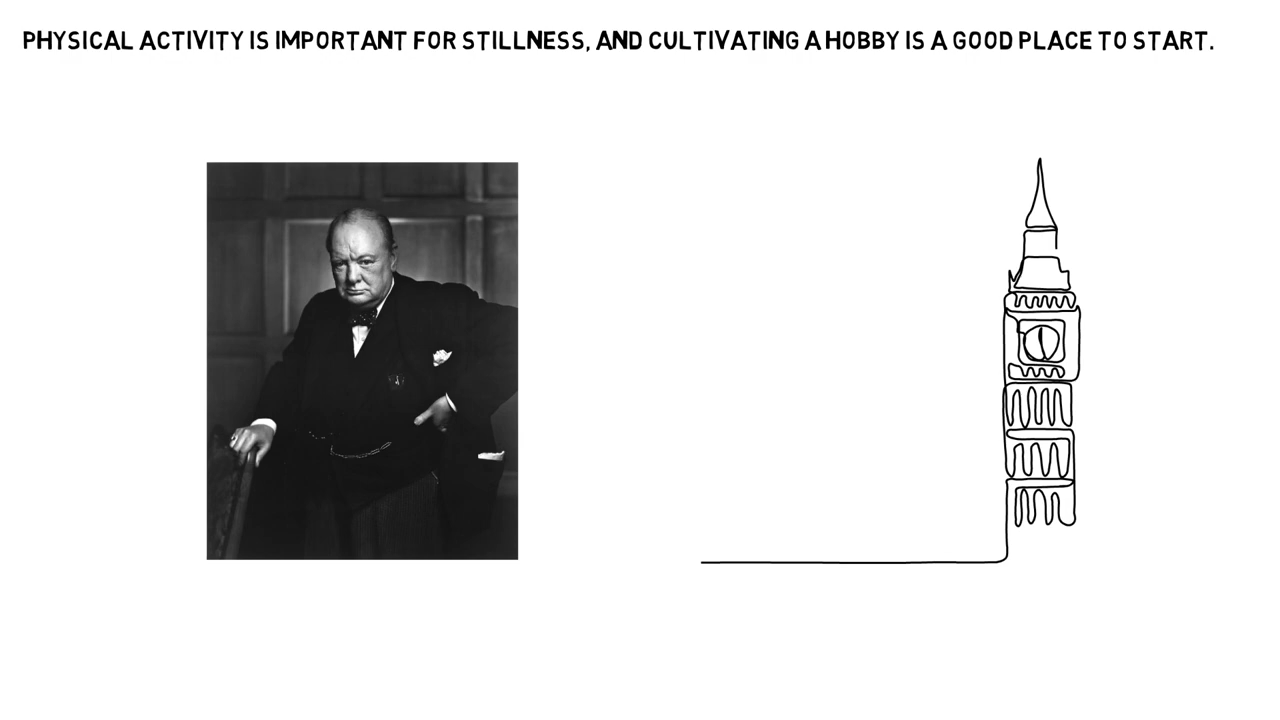 PHYSICAL ACTIVITY IS IMPORTANT FOR STILLNESS, AND CULTIVATING A HOBBY IS A GOOD PLACE TO START.